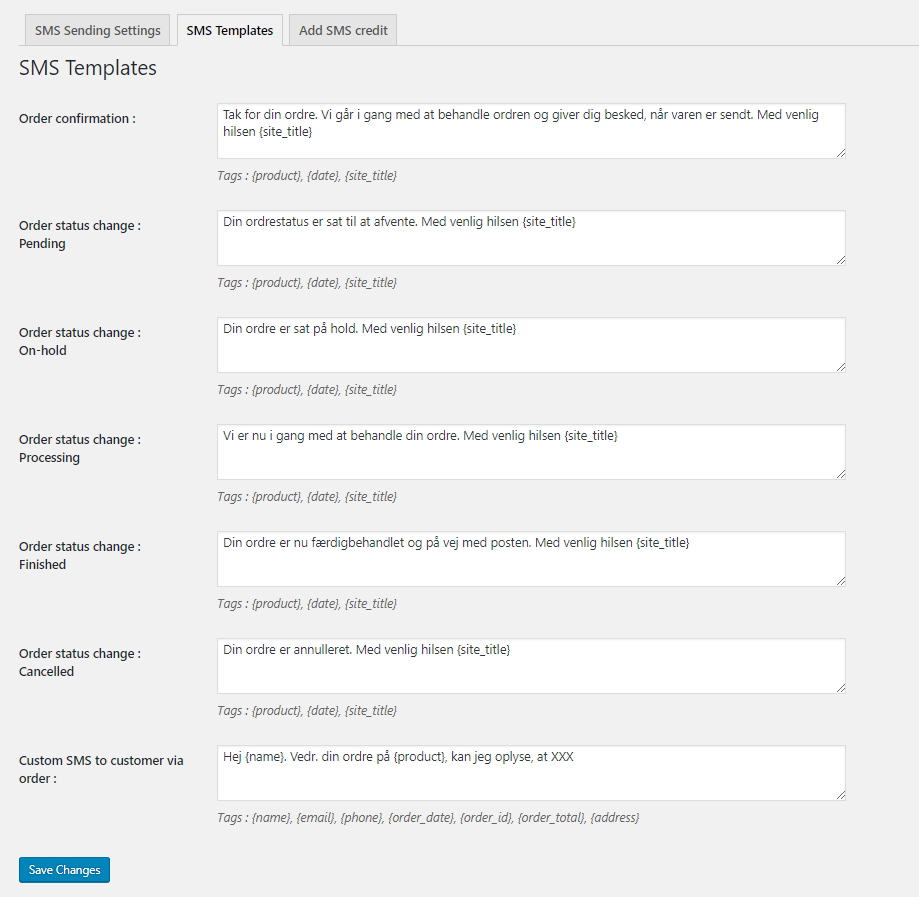 SMS Sending Settings
SMS Templates
Add SMS credit
SMS Templates
Order confirmation :
Tak for din ordre. Vi går i gang med at behandle ordren og giver dig besked, når varen er sendt. Med venlig
hilsen {site_title}
Tags : {product}, {date}, {site_title}
Order status change :
Pending
Din ordrestatus er sat til at afvente. Med venlig hilsen {site_title}
Tags : {product}, {date}, {site_title}
Order status change :
On-hold
Din ordre er sat på hold. Med venlig hilsen {site_title}
Tags : {product}, {date}, {site_title}
Order status change :
Processing
Vi er nu i gang med at behandle din ordre. Med venlig hilsen {site_title}
Tags : {product}, {date}, {site_title}
Order status change :
Finished
Din ordre er nu færdigbehandlet og på vej med posten. Med venlig hilsen {site_title}
Tags : {product}, {date}, {site_title}
Order status change :
Cancelled
Din ordre er annulleret. Med venlig hilsen {site_title}
Tags : {product}, {date}, {site_title}
Custom SMS to customer via
order :
Hej {name}. Vedr. din ordre på {product}, kan jeg oplyse, at XXX
Tags : {name}, {email}, {phone}, {order_date}, {order_id}, {order_total}, {address}
Save Changes